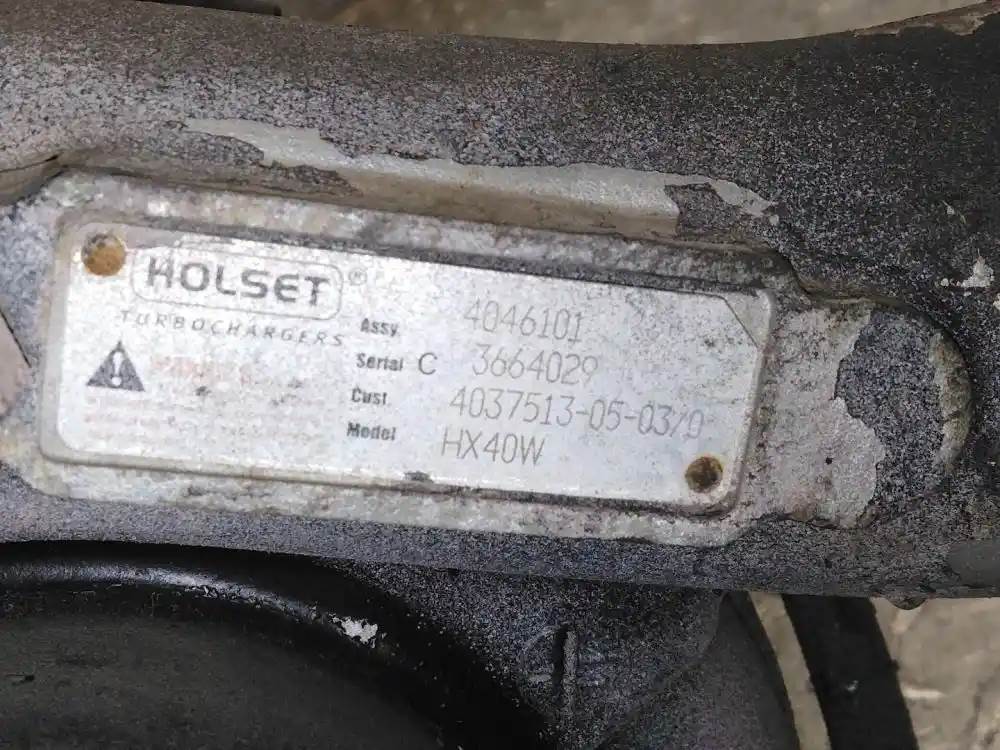 HOLSET®
TURBOCHARGERS
Assy 4046101
Serial C 3664029
Cust 4037513-05-03/0
Model HX40W